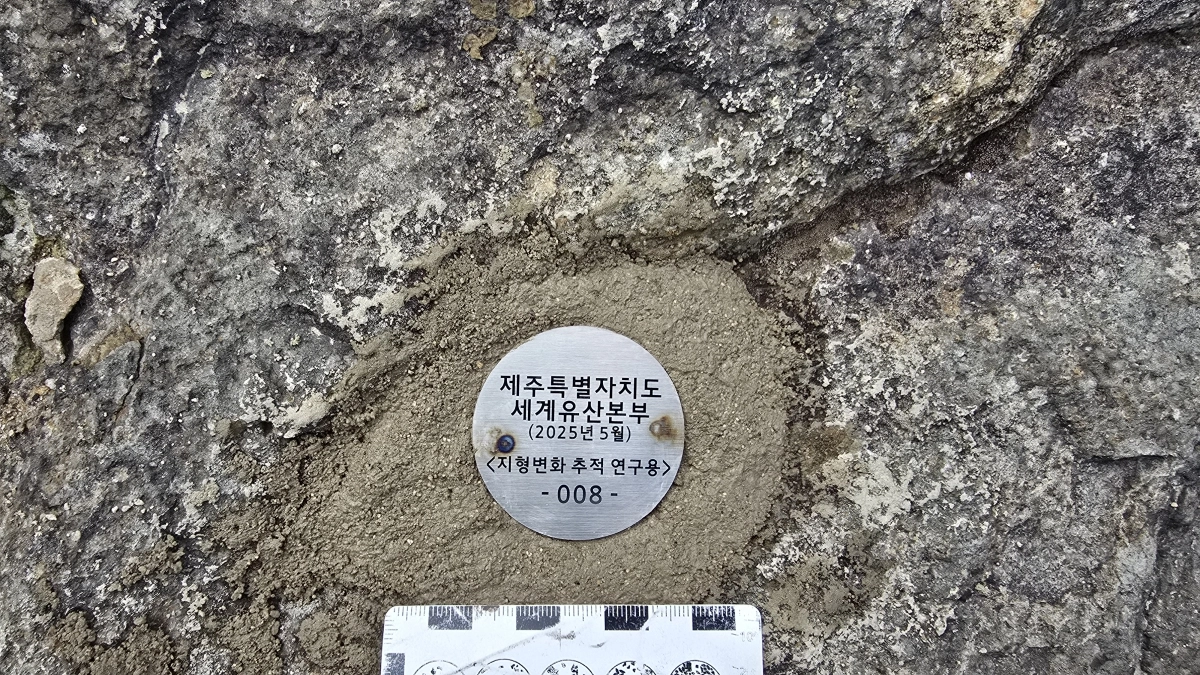 제주특별자치도
세계유산본부
(2025년 5월)
<지형변화 추적 연구용>
- 008 -